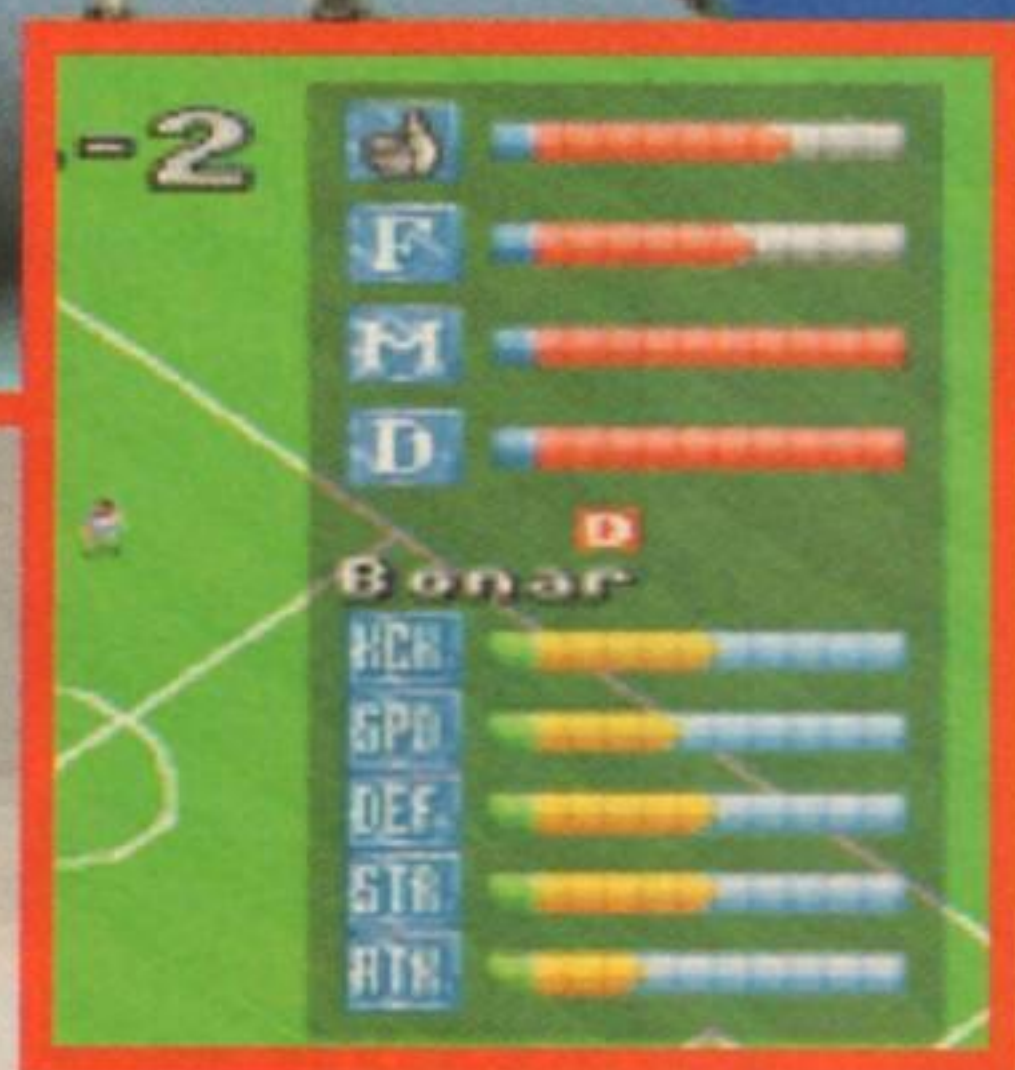 -2
F
M
D
D
Bonar
KCK.
SPD.
DEF.
STR.
ATK.